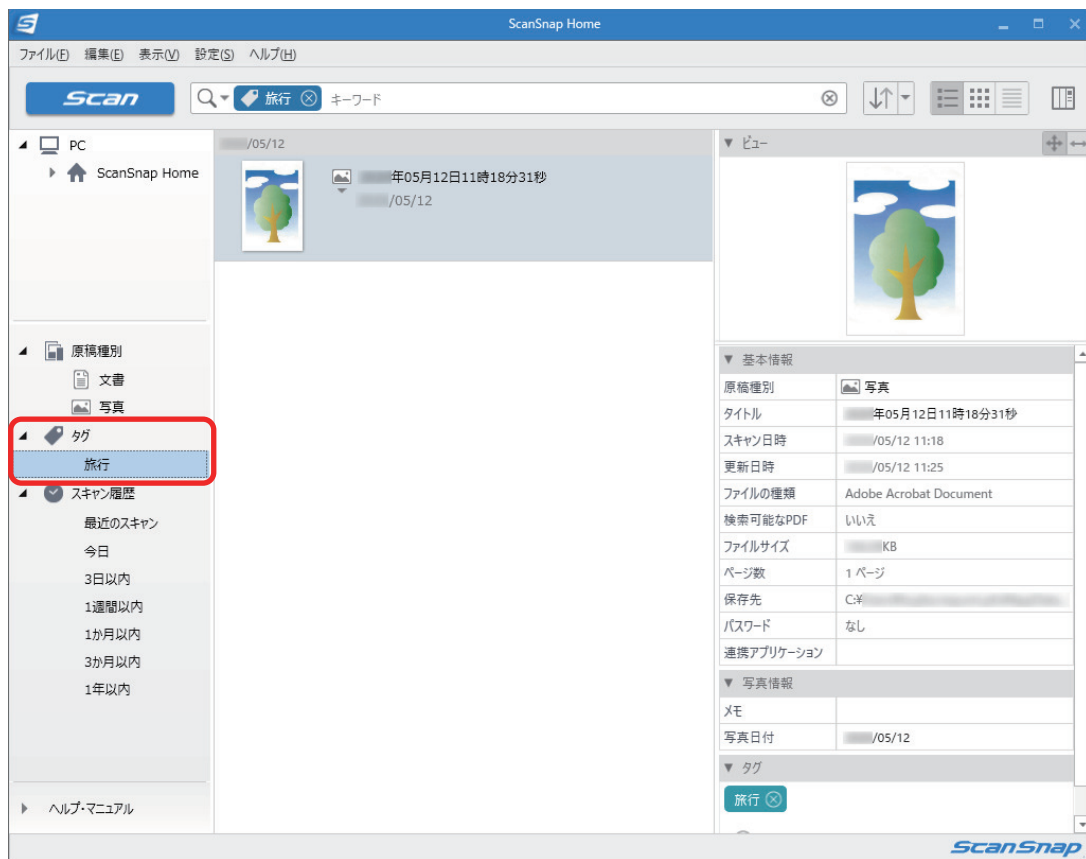 ScanSnap Home
ファイル(F) 編集(E) 表示(V) 設定(S) ヘルプ(H)
Scan
旅行 キーワード
PC
ScanSnap Home
原稿種別
文書
写真
タグ
旅行
スキャン履歴
最近のスキャン
今日
3日以内
1週間以内
1か月以内
3か月以内
1年以内
ヘルプ・マニュアル
/05/12
年05月12日11時18分31秒
/05/12
ビュー
基本情報
原稿種別 写真
タイトル 年05月12日11時18分31秒
スキャン日時 /05/12 11:18
更新日時 /05/12 11:25
ファイルの種類 Adobe Acrobat Document
検索可能なPDF いいえ
ファイルサイズ KB
ページ数 1 ページ
保存先 C:¥
パスワード なし
連携アプリケーション
写真情報
メモ
写真日付 /05/12
タグ
旅行
ScanSnap